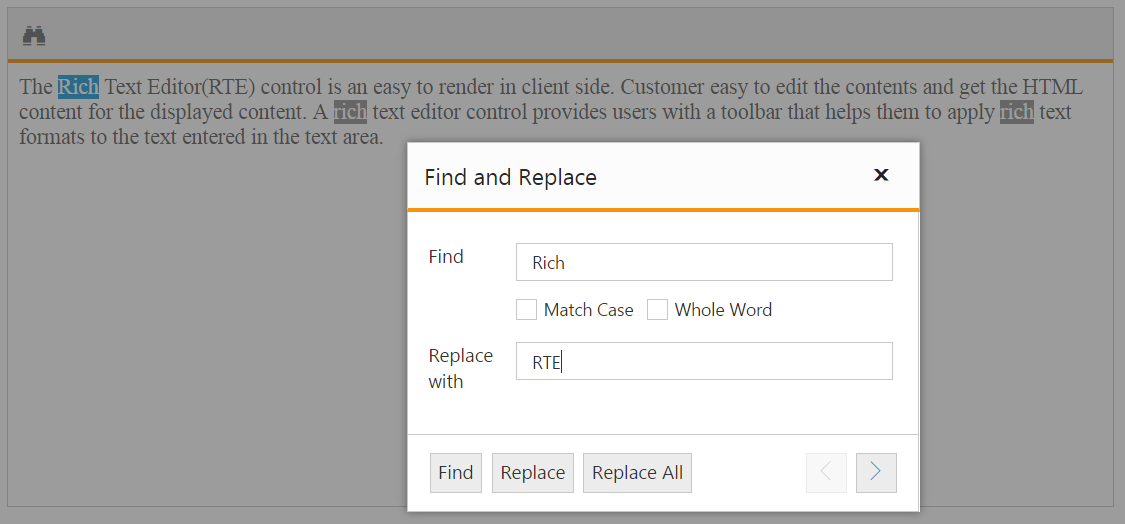 The Rich Text Editor(RTE) control is an easy to render in client side. Customer easy to edit the contents and get the HTML
content for the displayed content. A rich text editor control provides users with a toolbar that helps them to apply rich text
formats to the text entered in the text area.
Find and Replace
Find
Rich
Match Case
Whole Word
Replace
with
RTE
Find
Replace
Replace All